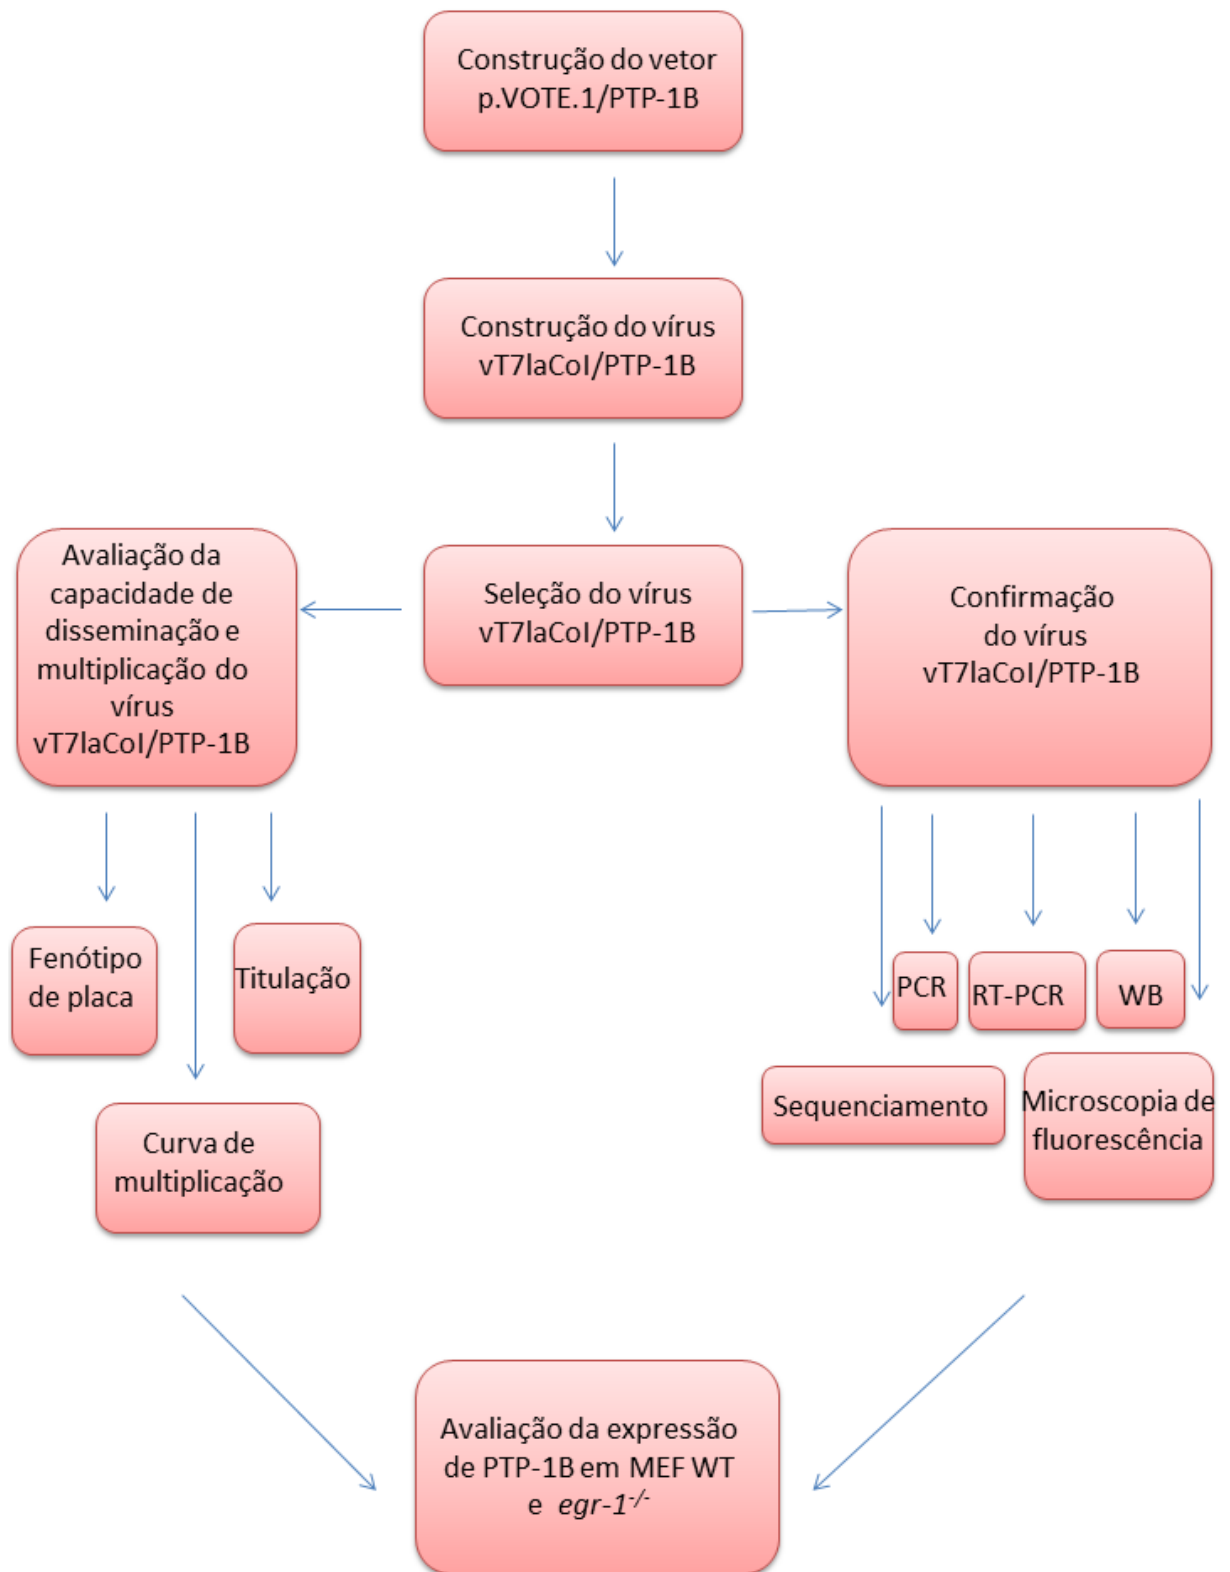 Construção do vetor
p.VOTE.1/PTP-1B
Construção do vírus
vT7laCoI/PTP-1B
Avaliação da
capacidade de
disseminação e
multiplicação do
vírus
vT7laCoI/PTP-1B
Seleção do vírus
vT7laCoI/PTP-1B
Confirmação
do vírus
vT7laCoI/PTP-1B
Fenótipo
de placa
Titulação
Curva de
multiplicação
PCR
RT-PCR
WB
Sequenciamento
Microscopia de
fluorescência
Avaliação da expressão
de PTP-1B em MEF WT
e egr-1-/-